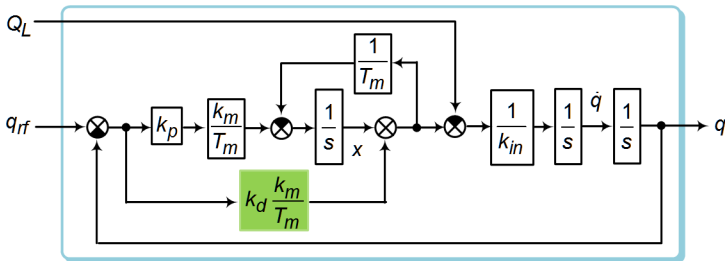 Q_L
q_rf
k_p
k_m
T_m
1
T_m
1
s
x
k_d k_m
T_m
1
k_in
1
s
q̇
1
s
q